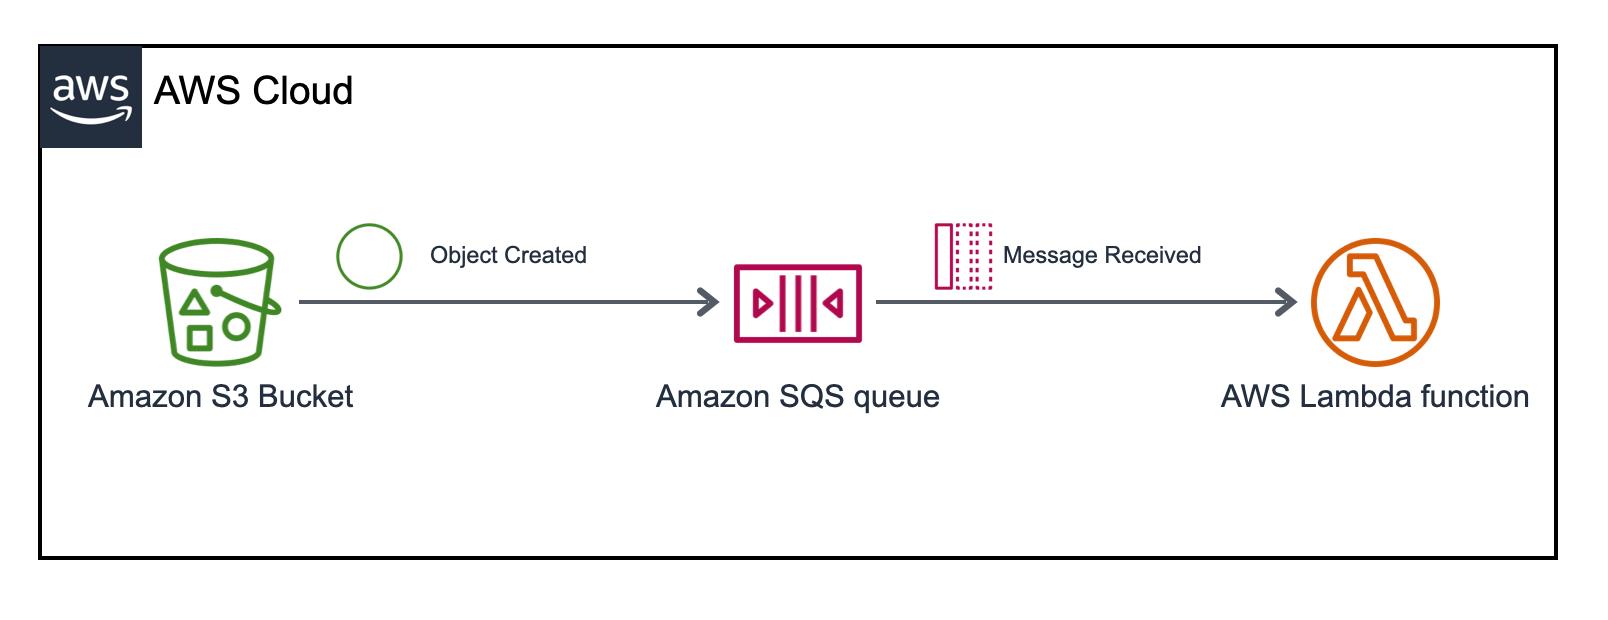 aws
AWS Cloud
Object Created
Message Received
Amazon S3 Bucket
Amazon SQS queue
AWS Lambda function